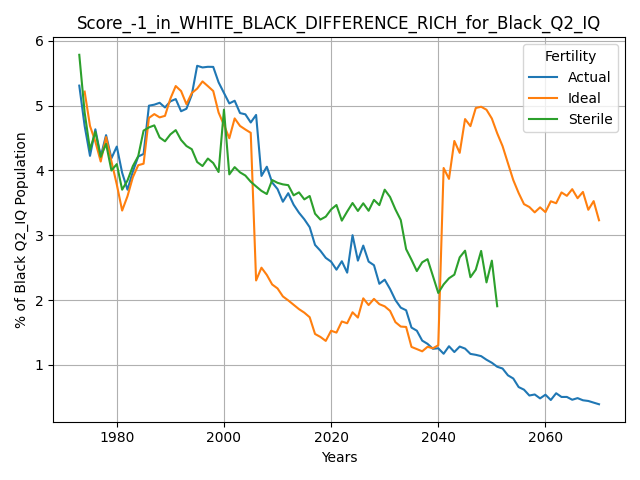 Score_-1_in_WHITE_BLACK_DIFFERENCE_RICH_for_Black_Q2_IQ
Fertility
Actual
Ideal
Sterile
% of Black Q2_IQ Population
6
5
4
3
2
1
1980
2000
2020
2040
2060
Years